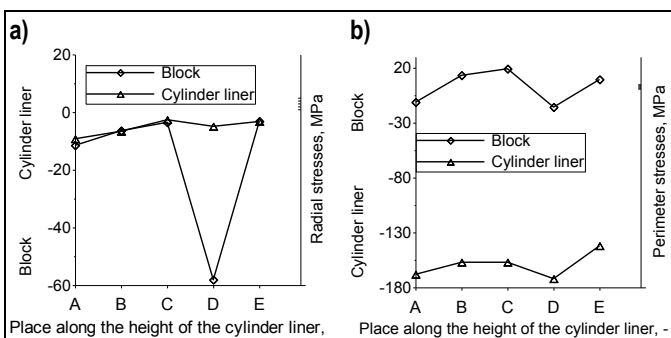 a)
20
0
-20
-40
-60
Cylinder liner
Block
Block
Cylinder liner
A B C D E
Radial stresses, MPa
Place along the height of the cylinder liner,
b)
20
-30
-80
-130
-180
Block
Cylinder liner
Block
Cylinder liner
A B C D E
Perimeter stresses, MPa
Place along the height of the cylinder liner, -